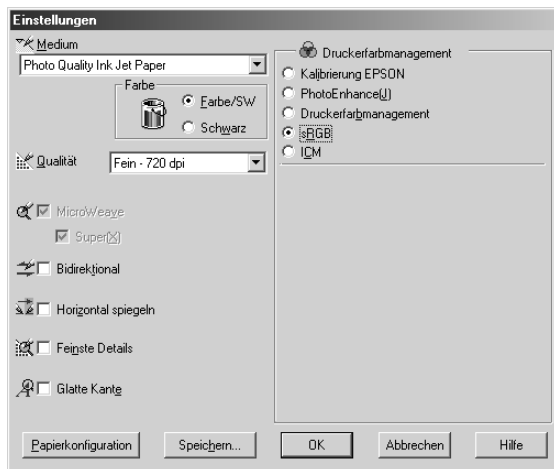 Einstellungen
Medium
Photo Quality Ink Jet Paper
Farbe
Farbe/SW
Schwarz
Qualität
Fein - 720 dpi
MicroWeave
Super(X)
Bidirektional
Horizontal spiegeln
Feinste Details
Glatte Kante
Druckerfarbmanagement
Kalibrierung EPSON
PhotoEnhance(J)
Druckerfarbmanagement
sRGB
ICM
Papierkonfiguration
Speichern...
OK
Abbrechen
Hilfe